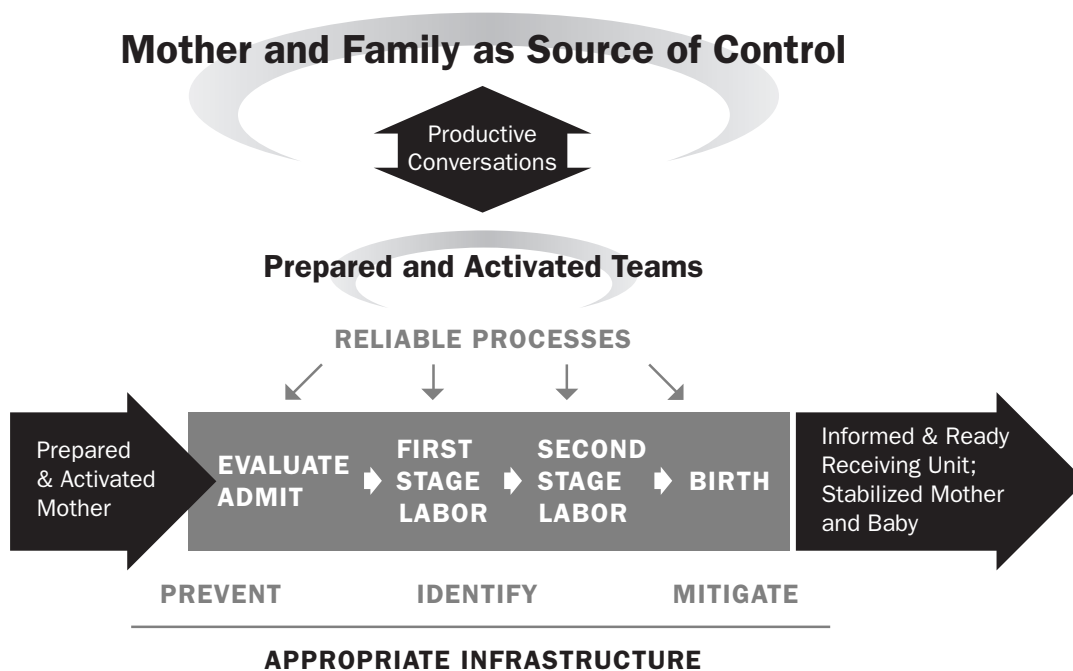 Mother and Family as Source of Control
Productive
Conversations
Prepared and Activated Teams
RELIABLE PROCESSES
Prepared
& Activated
Mother
EVALUATE
ADMIT
FIRST
STAGE
LABOR
SECOND
STAGE
LABOR
BIRTH
Informed & Ready
Receiving Unit;
Stabilized Mother
and Baby
PREVENT
IDENTIFY
MITIGATE
APPROPRIATE INFRASTRUCTURE